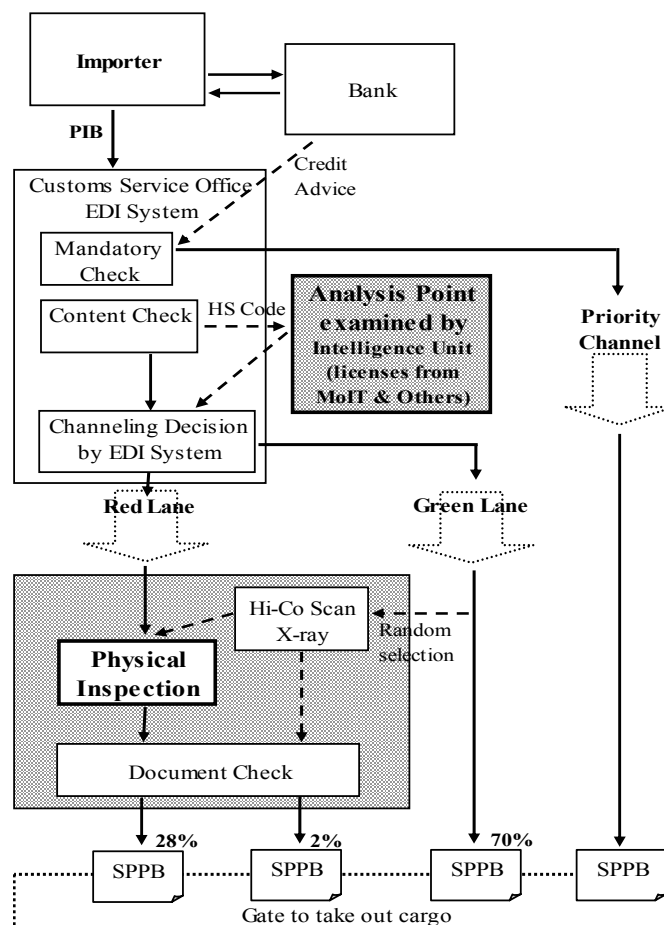 Importer
Bank
PIB
Credit
Advice
Customs Service Office
EDI System
Mandatory
Check
Content Check
HS Code
Analysis Point
examined by
Intelligence Unit
(licenses from
MoIT & Others)
Priority
Channel
Channeling Decision
by EDI System
Red Lane
Green Lane
Hi-Co Scan
X-ray
Random
selection
Physical
Inspection
Document Check
28%
2%
70%
SPPB
SPPB
SPPB
SPPB
Gate to take out cargo